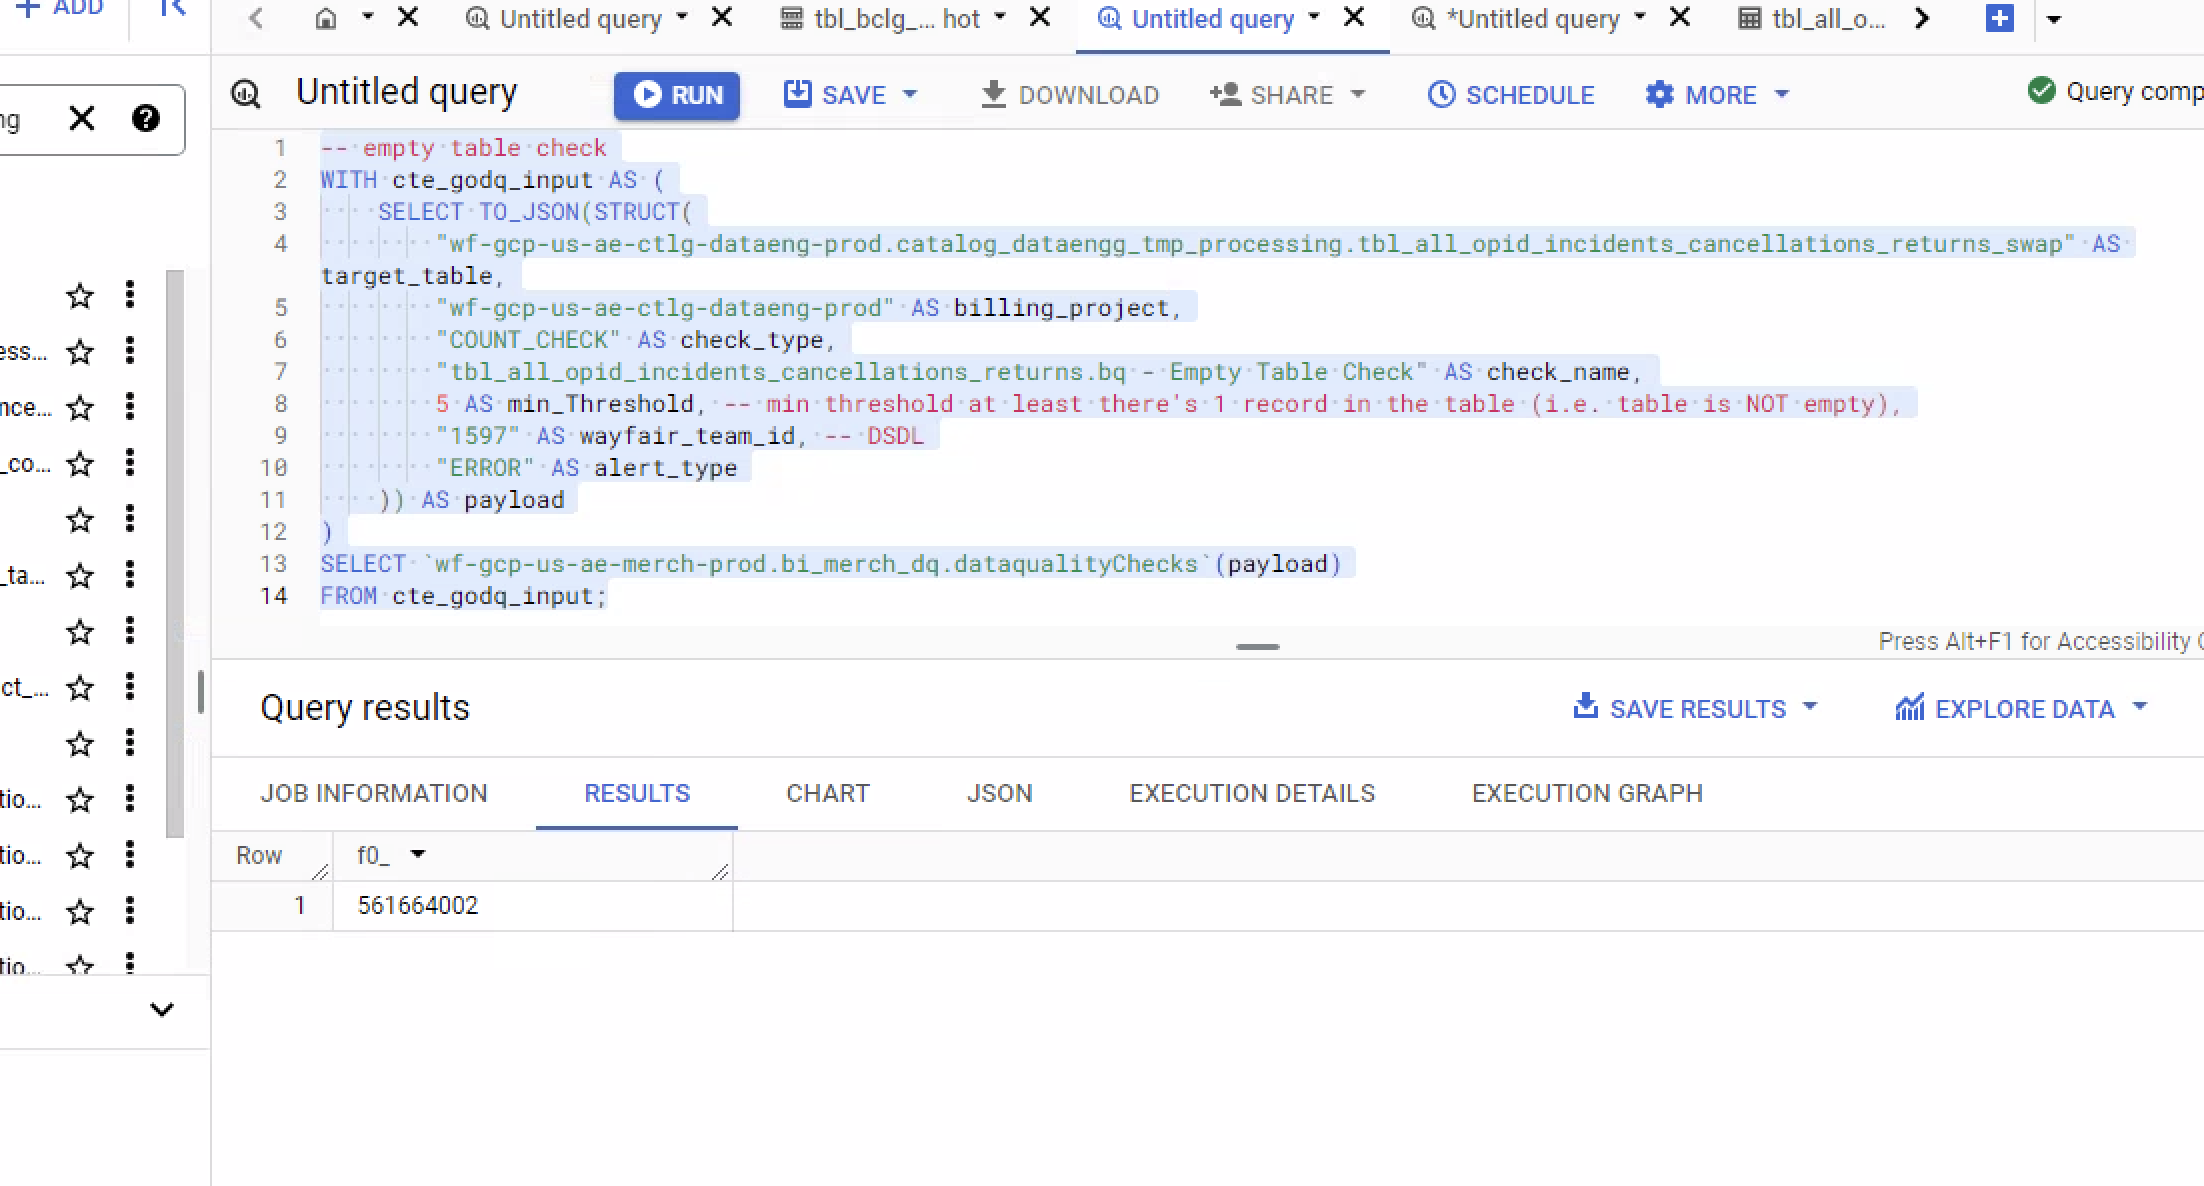 ADD
Untitled query
tbl_bclg_... hot
Untitled query
*Untitled query
tbl_all_o...
ng
Untitled query
RUN
SAVE
DOWNLOAD
SHARE
SCHEDULE
MORE
Query comp
1 -- empty table check
2 WITH cte_godq_input AS (
3 SELECT TO_JSON(STRUCT(
4 "wf-gcp-us-ae-ctlg-dataeng-prod.catalog_dataengg_tmp_processing.tbl_all_opid_incidents_cancellations_returns_swap" AS
target_table,
5 "wf-gcp-us-ae-ctlg-dataeng-prod" AS billing_project,
6 "COUNT_CHECK" AS check_type,
7 "tbl_all_opid_incidents_cancellations_returns.bq - Empty Table Check" AS check_name,
8 5 AS min_Threshold, -- min threshold at least there's 1 record in the table (i.e. table is NOT empty),
9 "1597" AS wayfair_team_id, -- DSDL
10 "ERROR" AS alert_type
11 )) AS payload
12 )
13 SELECT `wf-gcp-us-ae-merch-prod.bi_merch_dq.dataqualityChecks`(payload)
14 FROM cte_godq_input;
Press Alt+F1 for Accessibility
ess...
nce...
_co...
_ta...
ct_...
tio...
tio...
tio...
tio...
Query results
SAVE RESULTS
EXPLORE DATA
JOB INFORMATION
RESULTS
CHART
JSON
EXECUTION DETAILS
EXECUTION GRAPH
Row
f0_
1
561664002